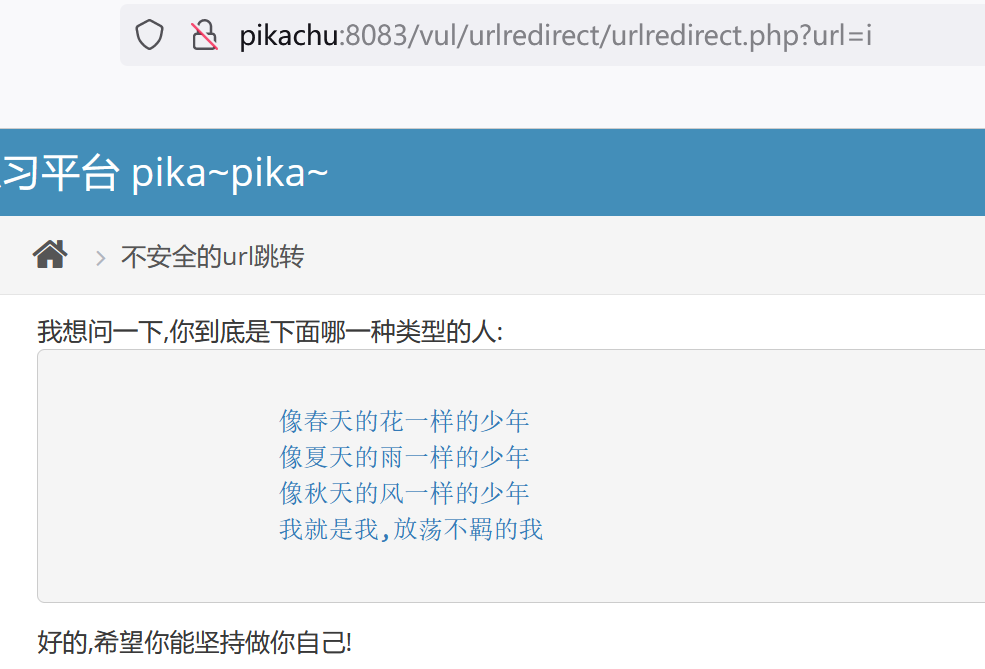 pikachu:8083/vul/urlredirect/urlredirect.php?url=i
习平台 pika~pika~
不安全的url跳转
我想问一下,你到底是下面哪一种类型的人:
像春天的花一样的少年
像夏天的雨一样的少年
像秋天的风一样的少年
我就是我,放荡不羁的我
好的,希望你能坚持做你自己!